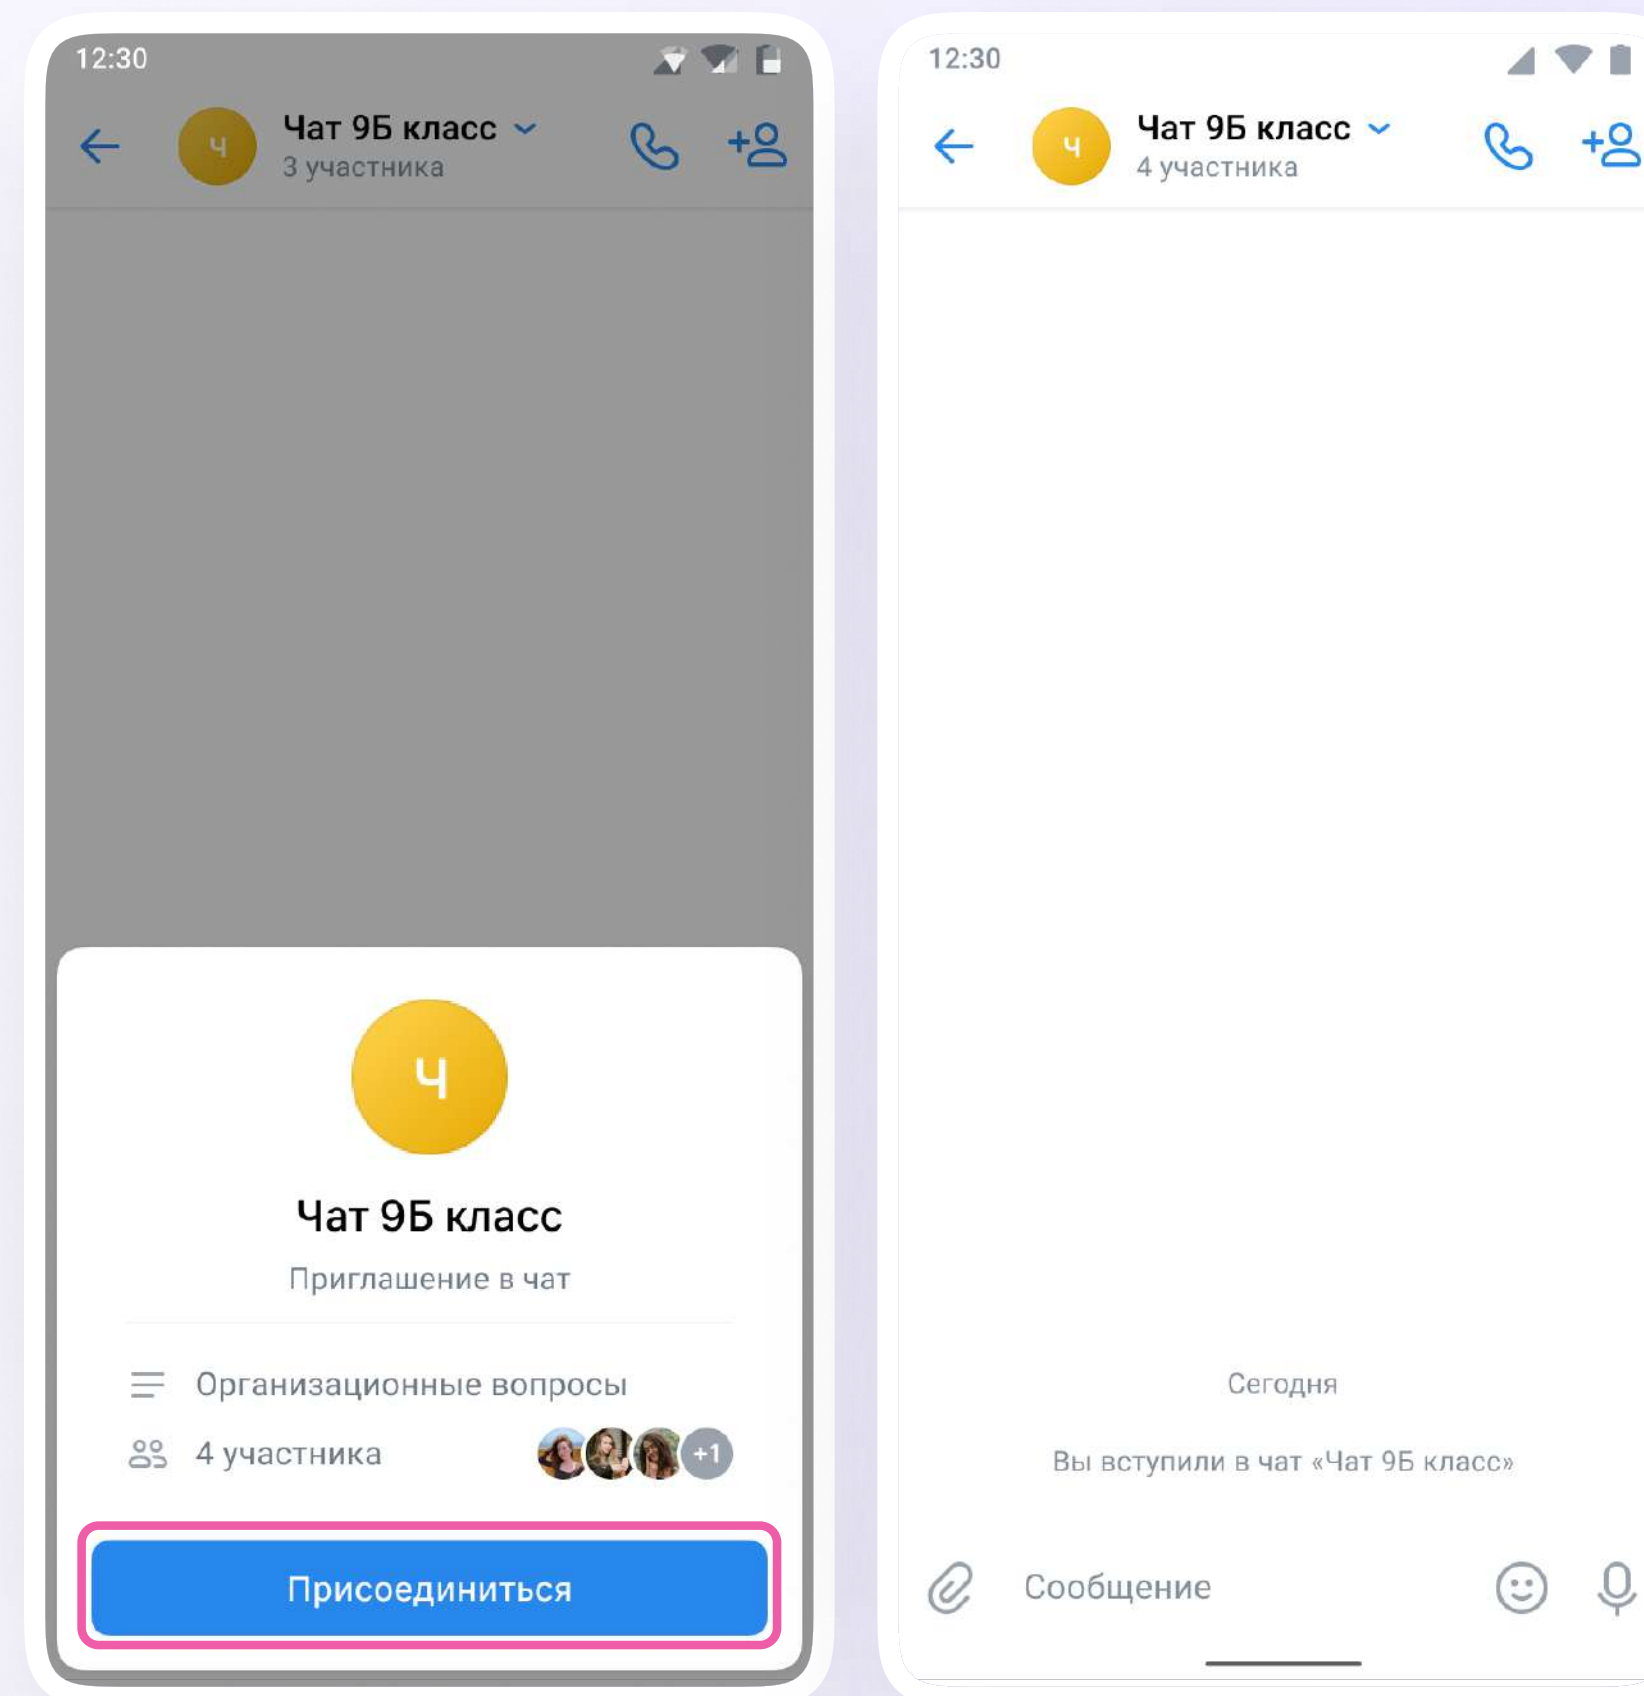 12:30
Ч
Чат 9Б класс
3 участника
Ч
Чат 9Б класс
Приглашение в чат
Организационные вопросы
4 участника
+1
Присоединиться
12:30
Ч
Чат 9Б класс
4 участника
Сегодня
Вы вступили в чат «Чат 9Б класс»
Сообщение